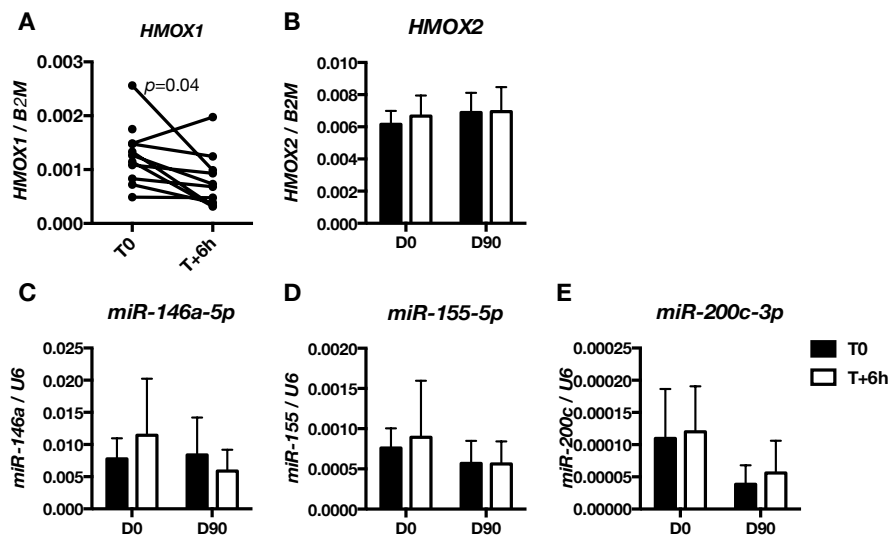 A
HMOX1
HMOX1 / B2M
0.003
0.002
0.001
0.000
p=0.04
T0
T+6h
B
HMOX2
HMOX2 / B2M
0.010
0.008
0.006
0.004
0.002
0.000
D0
D90
C
miR-146a-5p
miR-146a / U6
0.025
0.020
0.015
0.010
0.005
0.000
D0
D90
D
miR-155-5p
miR-155 / U6
0.0020
0.0015
0.0010
0.0005
0.0000
D0
D90
E
miR-200c-3p
miR-200c / U6
0.00025
0.00020
0.00015
0.00010
0.00005
0.00000
D0
D90
T0
T+6h